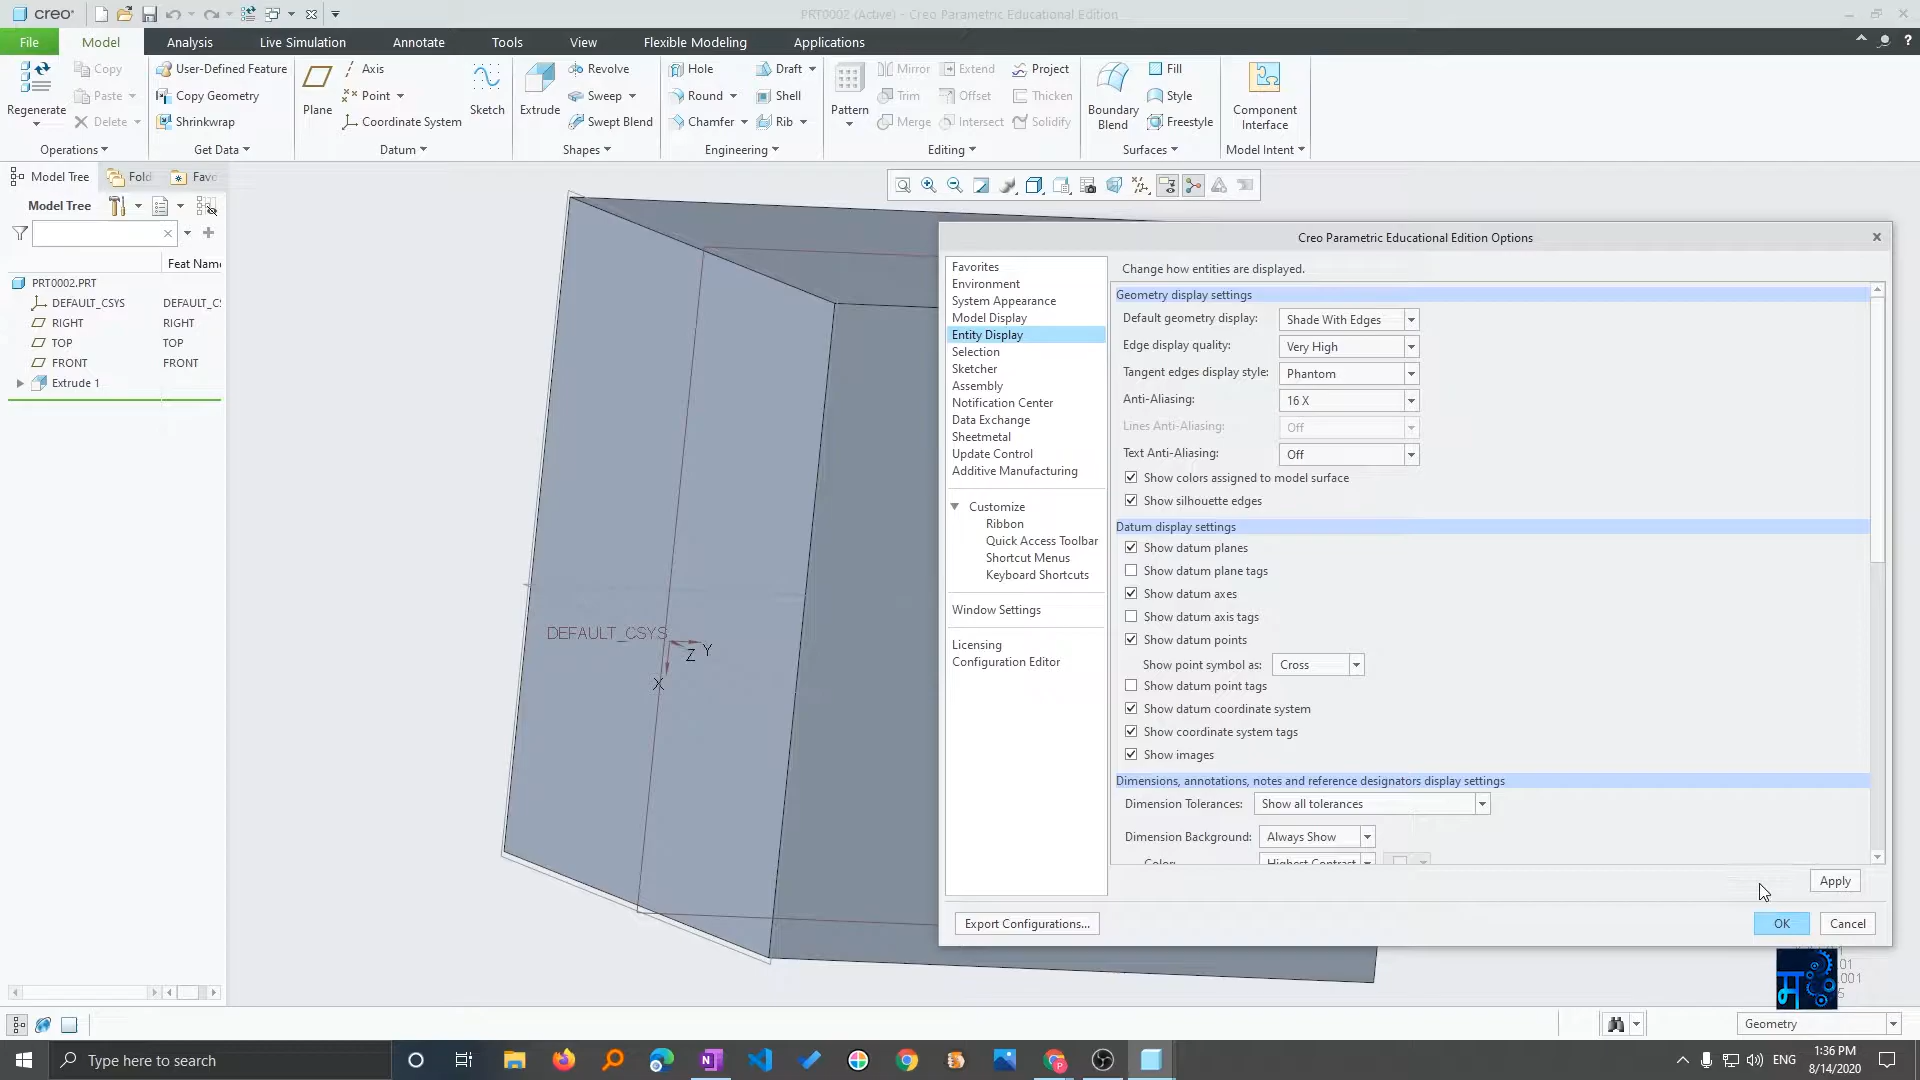 creo
PRT0002 (Active) - Creo Parametric Educational Edition
File Model Analysis Live Simulation Annotate Tools View Flexible Modeling Applications
Regenerate
Copy
Paste
Delete
Operations
User-Defined Feature
Copy Geometry
Shrinkwrap
Get Data
Plane
Axis
Point
Coordinate System
Sketch
Datum
Extrude
Revolve
Sweep
Swept Blend
Shapes
Hole
Round
Chamfer
Draft
Shell
Rib
Engineering
Pattern
Mirror
Trim
Merge
Extend
Offset
Intersect
Project
Thicken
Solidify
Editing
Boundary
Blend
Fill
Style
Freestyle
Surfaces
Component
Interface
Model Intent
Model Tree Fold Favo
Model Tree
Feat Name
PRT0002.PRT
DEFAULT_CSYS DEFAULT_C
RIGHT RIGHT
TOP TOP
FRONT FRONT
Extrude 1
DEFAULT_CSYS
Z Y
X
Creo Parametric Educational Edition Options
Favorites
Environment
System Appearance
Model Display
Entity Display
Selection
Sketcher
Assembly
Notification Center
Data Exchange
Sheetmetal
Update Control
Additive Manufacturing
Customize
Ribbon
Quick Access Toolbar
Shortcut Menus
Keyboard Shortcuts
Window Settings
Licensing
Configuration Editor
Change how entities are displayed.
Geometry display settings
Default geometry display: Shade With Edges
Edge display quality: Very High
Tangent edges display style: Phantom
Anti-Aliasing: 16 X
Lines Anti-Aliasing: Off
Text Anti-Aliasing: Off
Show colors assigned to model surface
Show silhouette edges
Datum display settings
Show datum planes
Show datum plane tags
Show datum axes
Show datum axis tags
Show datum points
Show point symbol as: Cross
Show datum point tags
Show datum coordinate system
Show coordinate system tags
Show images
Dimensions, annotations, notes and reference designators display settings
Dimension Tolerances: Show all tolerances
Dimension Background: Always Show
Color: Highest Contrast
Apply
Export Configurations...
OK Cancel
म
Geometry
Type here to search
ENG
1:36 PM
8/14/2020